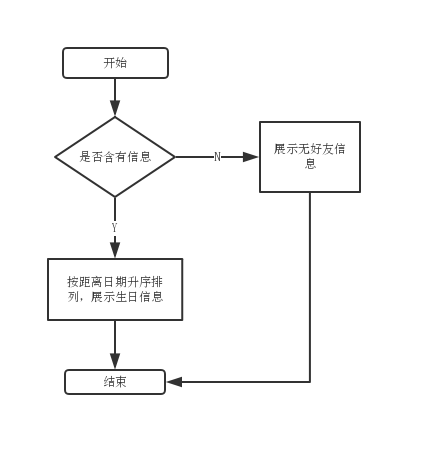 开始
是否含有信息
N
展示无好友信
息
Y
按距离日期升序排
列，展示生日信息
结束